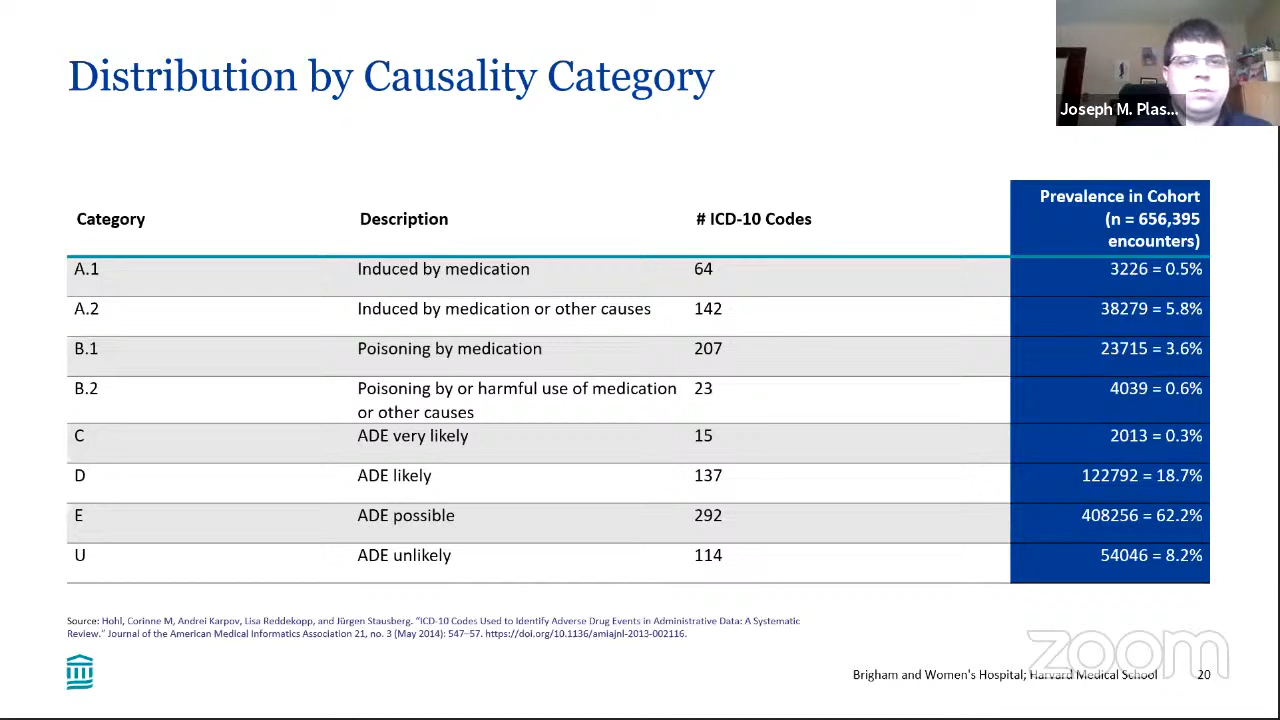 Distribution by Causality Category
Joseph M. Plas...
Category Description # ICD-10 Codes Prevalence in Cohort
(n = 656,395
encounters)
A.1 Induced by medication 64 3226 = 0.5%
A.2 Induced by medication or other causes 142 38279 = 5.8%
B.1 Poisoning by medication 207 23715 = 3.6%
B.2 Poisoning by or harmful use of medication 23 4039 = 0.6%
or other causes
C ADE very likely 15 2013 = 0.3%
D ADE likely 137 122792 = 18.7%
E ADE possible 292 408256 = 62.2%
U ADE unlikely 114 54046 = 8.2%
Source: Hohl, Corinne M, Andrei Karpov, Lisa Reddekopp, and Jürgen Stausberg. “ICD-10 Codes Used to Identify Adverse Drug Events in Administrative Data: A Systematic
Review.” Journal of the American Medical Informatics Association 21, no. 3 (May 2014): 547–57. https://doi.org/10.1136/amiajnl-2013-002116.
zoom
Brigham and Women's Hospital; Harvard Medical School 20